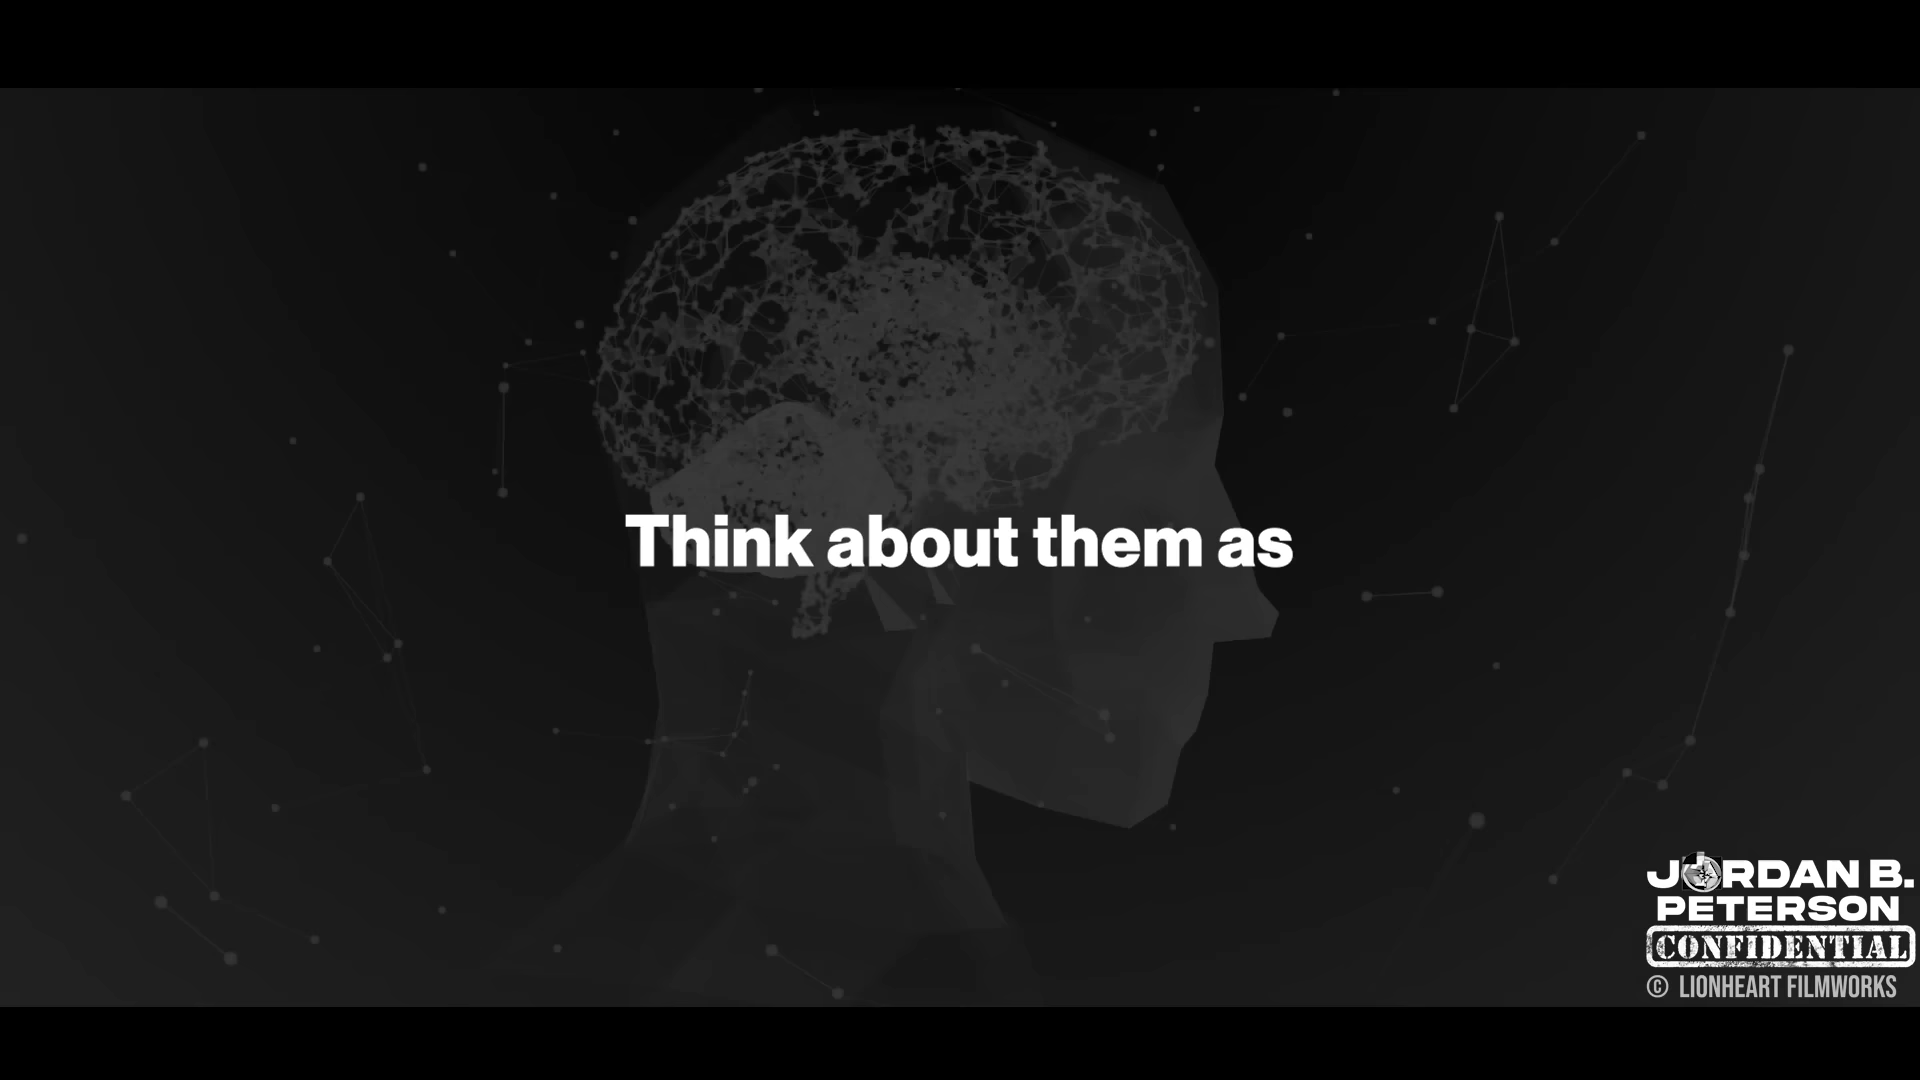 Think about them as
JORDAN B.
PETERSON
CONFIDENTIAL
© LIONHEART FILMWORKS